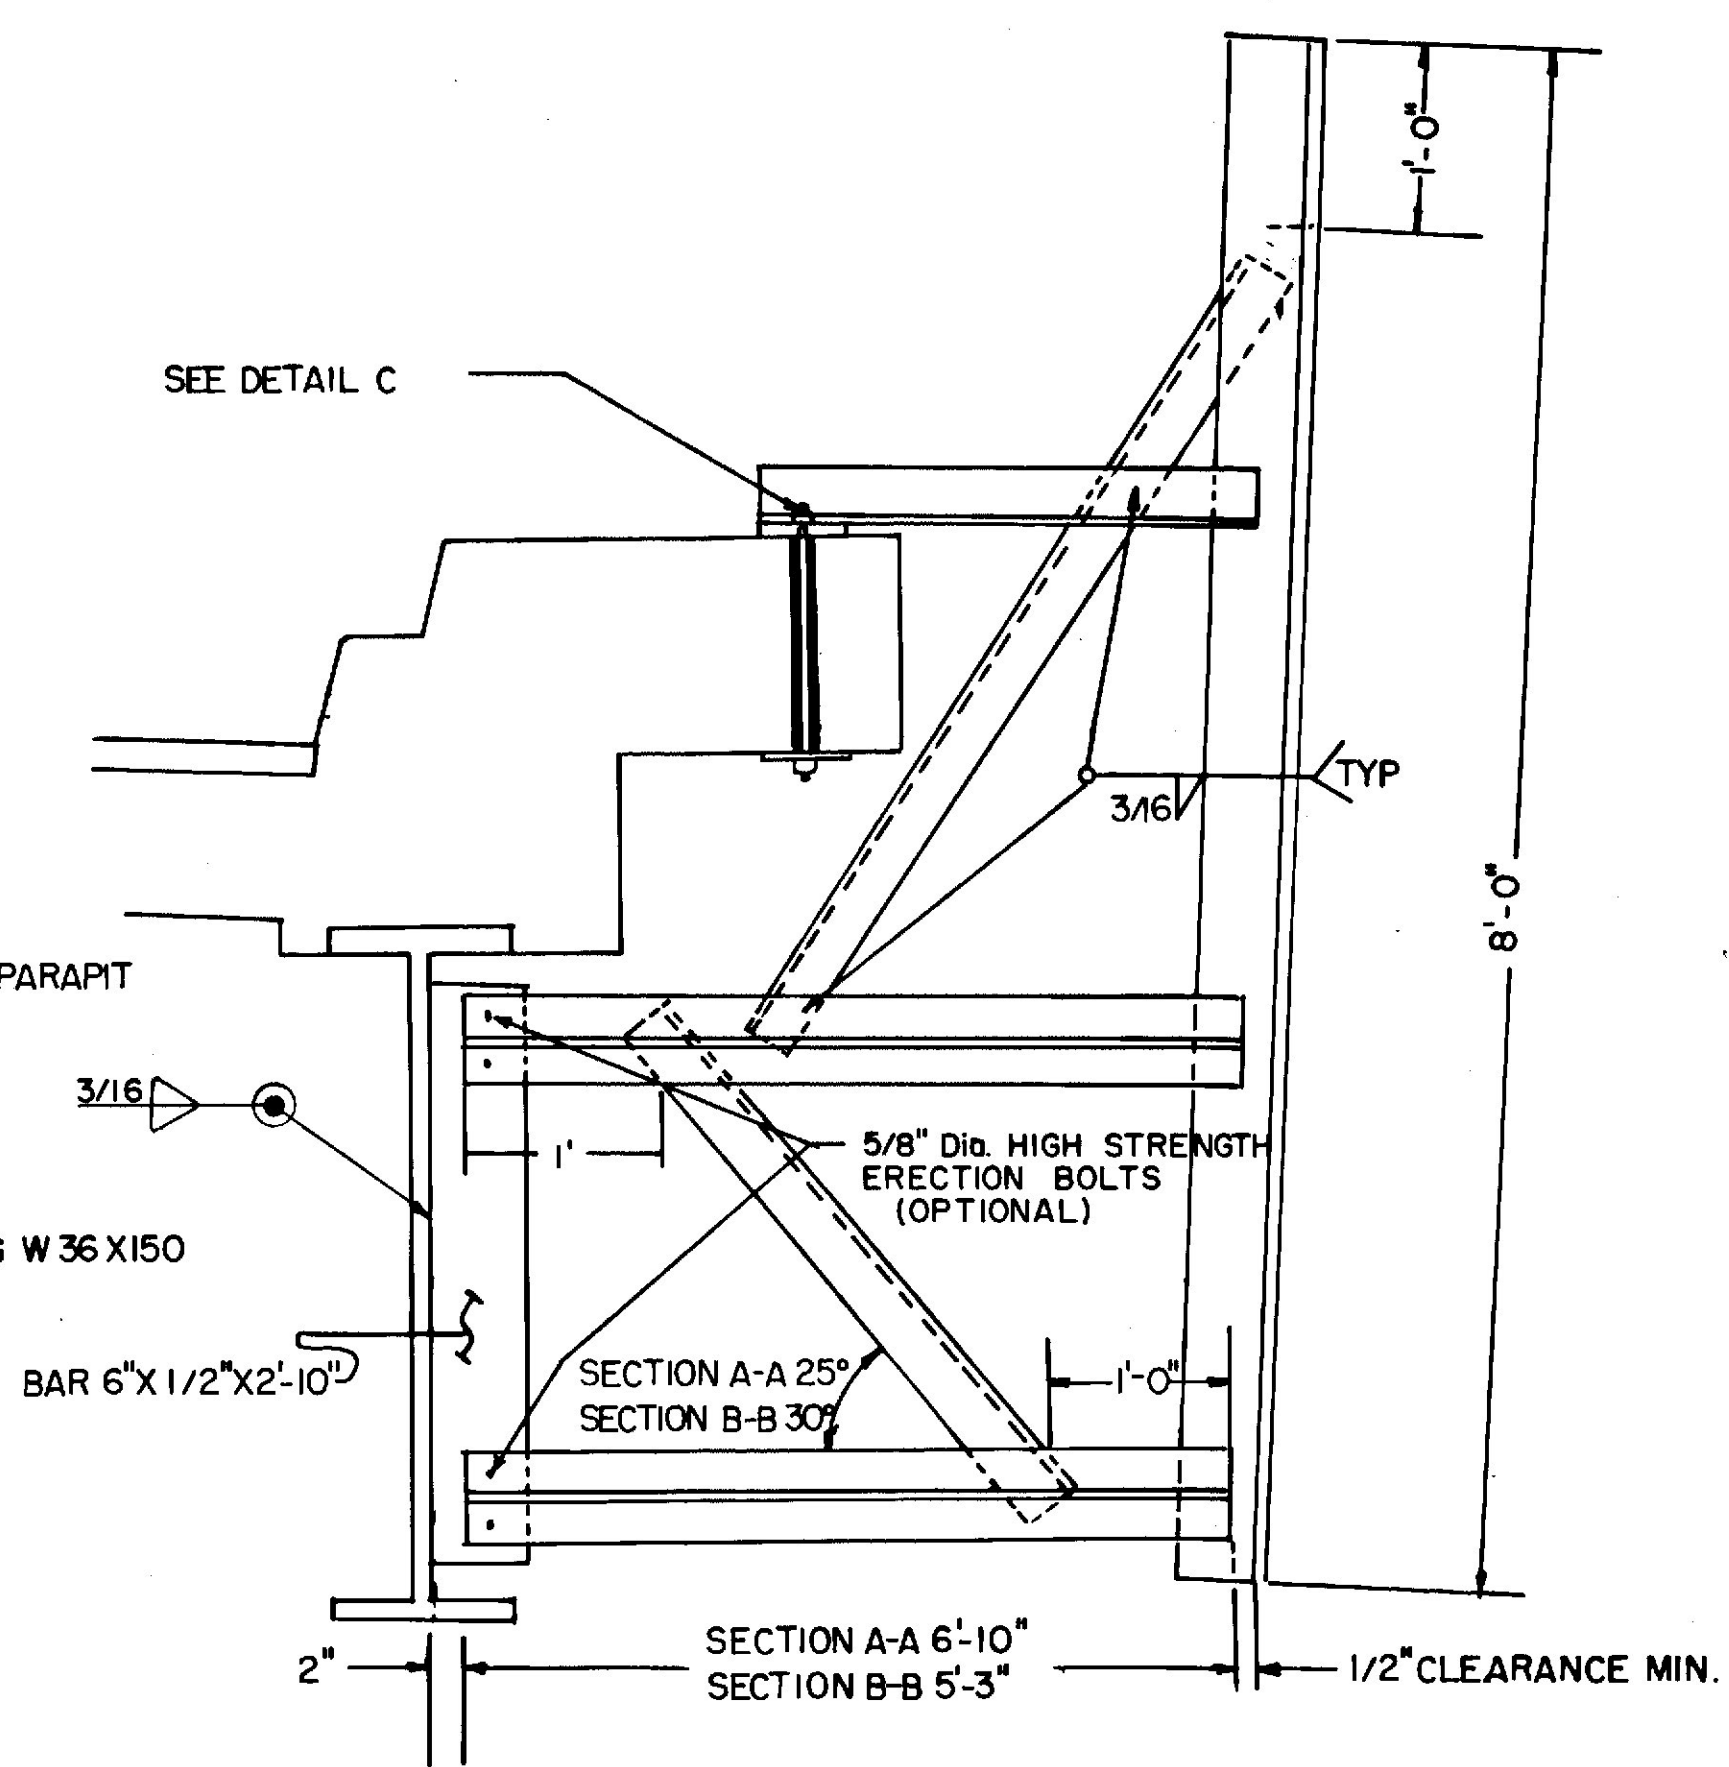 1'-0"
SEE DETAIL C
TYP
3/16
8'-0"
PARAPIT
3/16
1'
5/8" Dia. HIGH STRENGTH
ERECTION BOLTS
(OPTIONAL)
W 36 X150
BAR 6"X 1/2"X2'-10"
SECTION A-A 25°
SECTION B-B 30°
1'-0"
2"
SECTION A-A 6'-10"
SECTION B-B 5'-3"
1/2" CLEARANCE MIN.